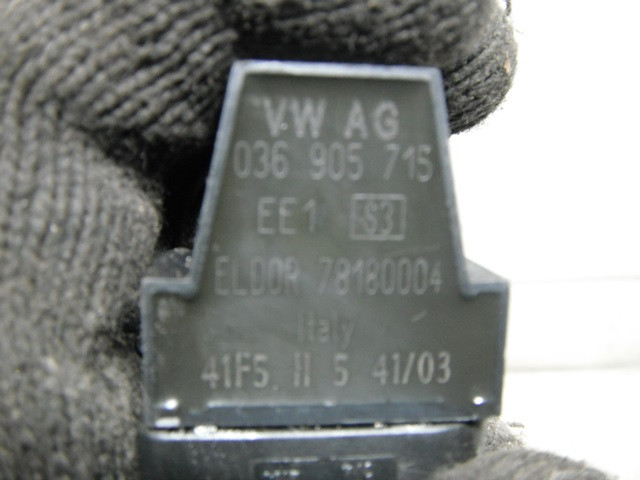 VW AG
036 905 715
EE1 S3
ELDOR 78180004
Italy
41F5 II 5 41/03